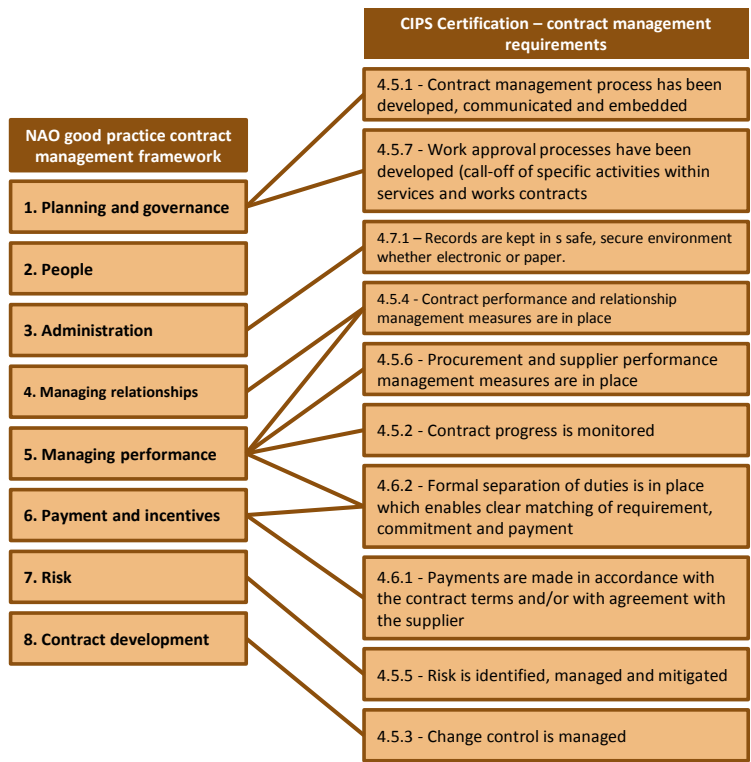 NAO good practice contract
management framework
1. Planning and governance
2. People
3. Administration
4. Managing relationships
5. Managing performance
6. Payment and incentives
7. Risk
8. Contract development
CIPS Certification – contract management
requirements
4.5.1 - Contract management process has been
developed, communicated and embedded
4.5.7 - Work approval processes have been
developed (call-off of specific activities within
services and works contracts
4.7.1 – Records are kept in s safe, secure environment
whether electronic or paper.
4.5.4 - Contract performance and relationship
management measures are in place
4.5.6 - Procurement and supplier performance
management measures are in place
4.5.2 - Contract progress is monitored
4.6.2 - Formal separation of duties is in place
which enables clear matching of requirement,
commitment and payment
4.6.1 - Payments are made in accordance with
the contract terms and/or with agreement with
the supplier
4.5.5 - Risk is identified, managed and mitigated
4.5.3 - Change control is managed